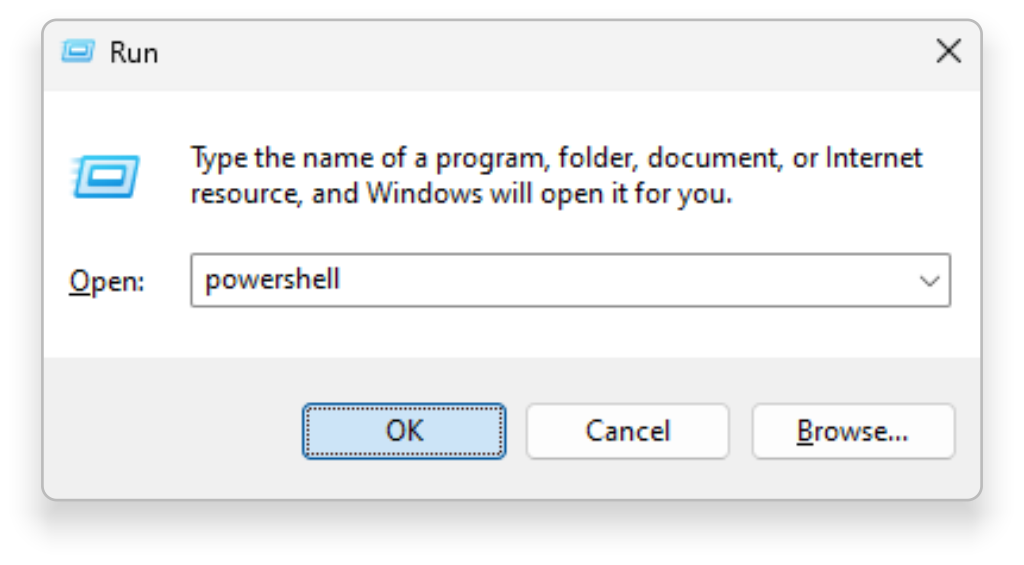 Run
Type the name of a program, folder, document, or Internet
resource, and Windows will open it for you.
Open: powershell
OK Cancel Browse...